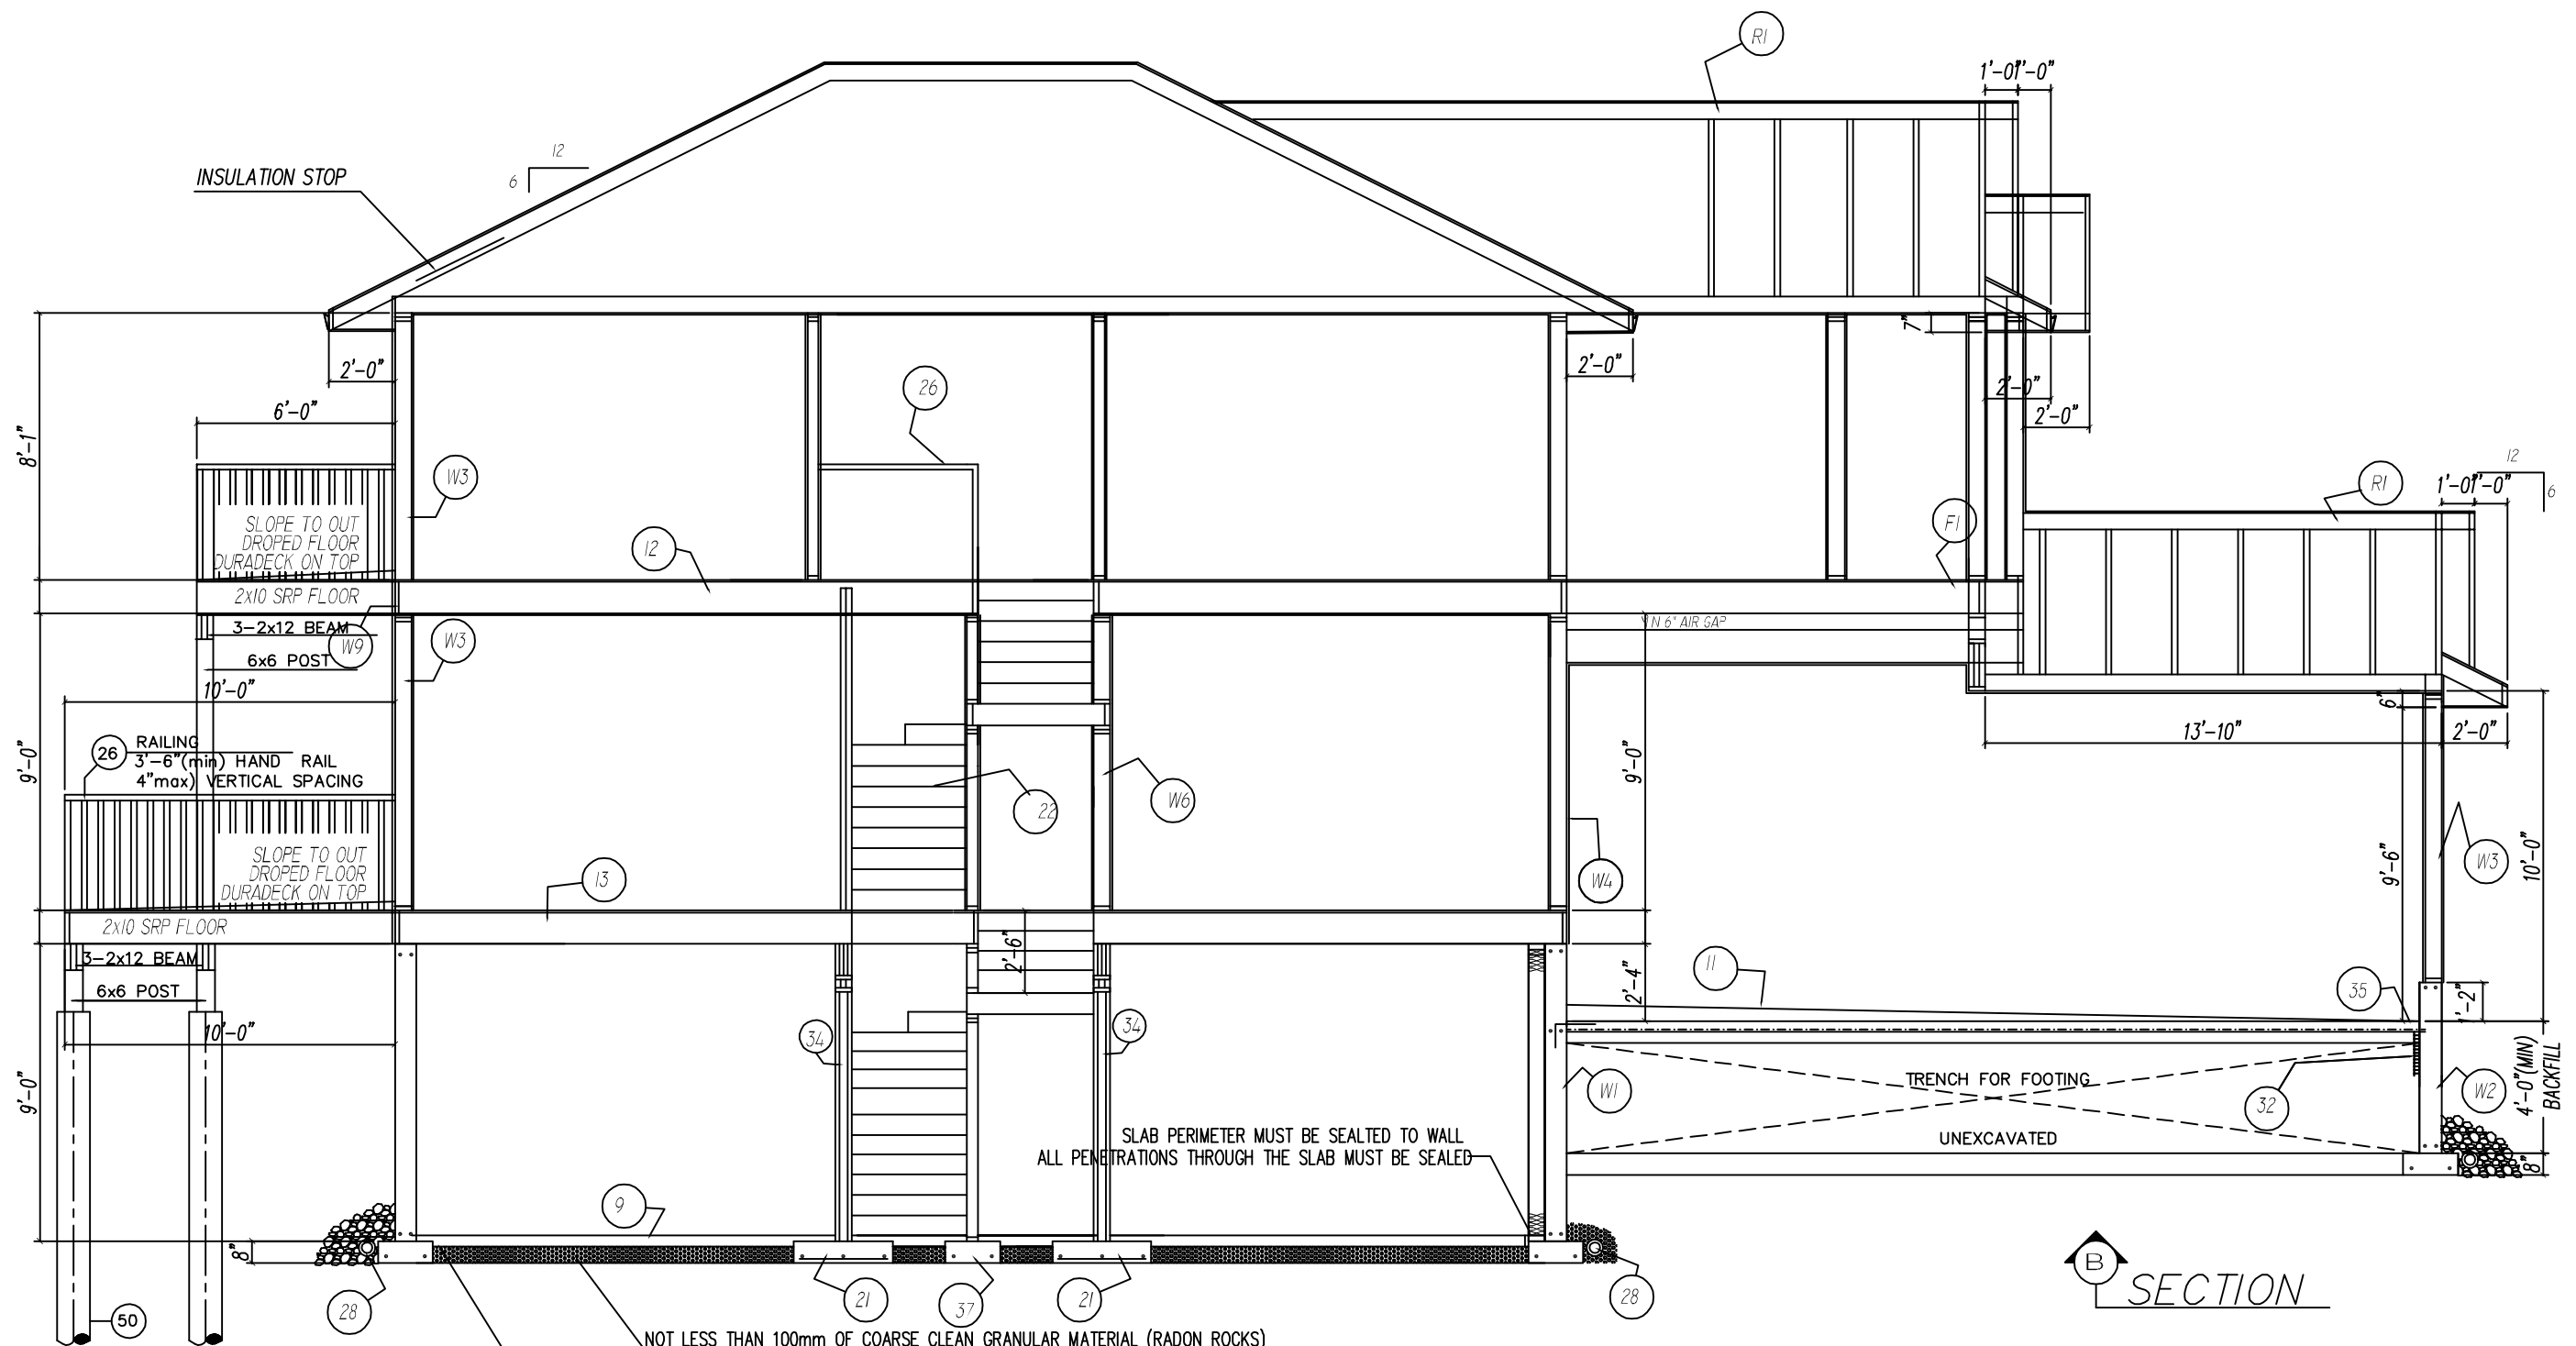 R1
1'-0" 1'-0"
12
6
INSULATION STOP
7"
2'-0"
2'-0"
26
2'-0"
2'-0"
6'-0"
8'-1"
W3
12
6
R1
1'-0" 1'-0"
F1
SLOPE TO OUT
DROPED FLOOR
DURADECK ON TOP
12
2x10 SRP FLOOR
3-2x12 BEAM
W9
W3
N 6" AIR GAP
6x6 POST
10'-0"
6"
13'-10"
2'-0"
26
RAILING
3'-6"(min) HAND RAIL
4"max) VERTICAL SPACING
9'-0"
9'-0"
22
W6
SLOPE TO OUT
DROPED FLOOR
DURADECK ON TOP
13
W4
9'-6"
10'-0"
W3
2x10 SRP FLOOR
3-2x12 BEAM
2'-6"
2'-4"
11
35
1'-2"
6x6 POST
10'-0"
34
34
9'-0"
W1
TRENCH FOR FOOTING
32
W2
4'-0"(MIN)
BACKFILL
SLAB PERIMETER MUST BE SEALTED TO WALL
ALL PENETRATIONS THROUGH THE SLAB MUST BE SEALED
UNEXCAVATED
8"
9
8"
28
21
37
21
28
50
B
SECTION
NOT LESS THAN 100mm OF COARSE CLEAN GRANULAR MATERIAL (RADON ROCKS)